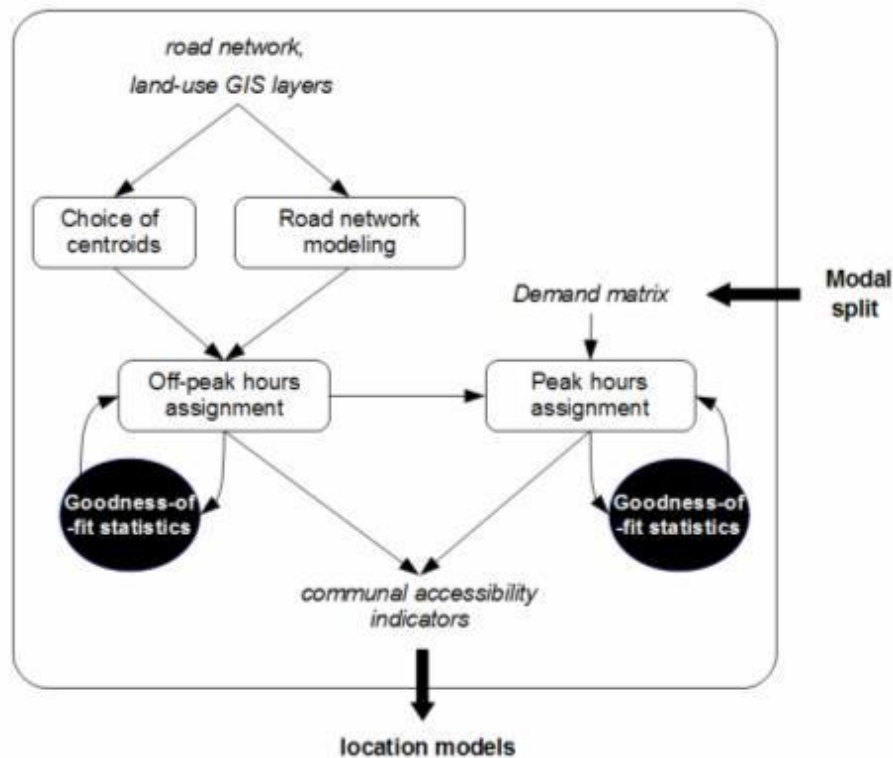 road network,
land-use GIS layers
Choice of
centroids
Road network
modeling
Demand matrix
Modal
split
Off-peak hours
assignment
Peak hours
assignment
Goodness-of
-fit statistics
Goodness-of
-fit statistics
communal accessibility
indicators
location models